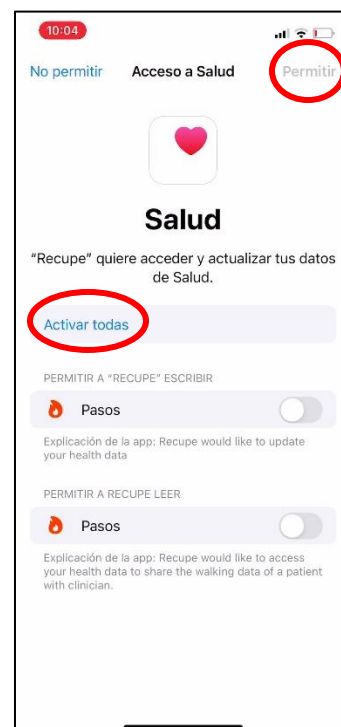 10:04
No permitir Acceso a Salud Permitir
Salud
“Recupe” quiere acceder y actualizar tus datos
de Salud.
Activar todas
PERMITIR A “RECUPE” ESCRIBIR
Pasos
Explicación de la app: Recupe would like to update
your health data
PERMITIR A RECUPE LEER
Pasos
Explicación de la app: Recupe would like to access
your health data to share the walking data of a patient
with clinician.